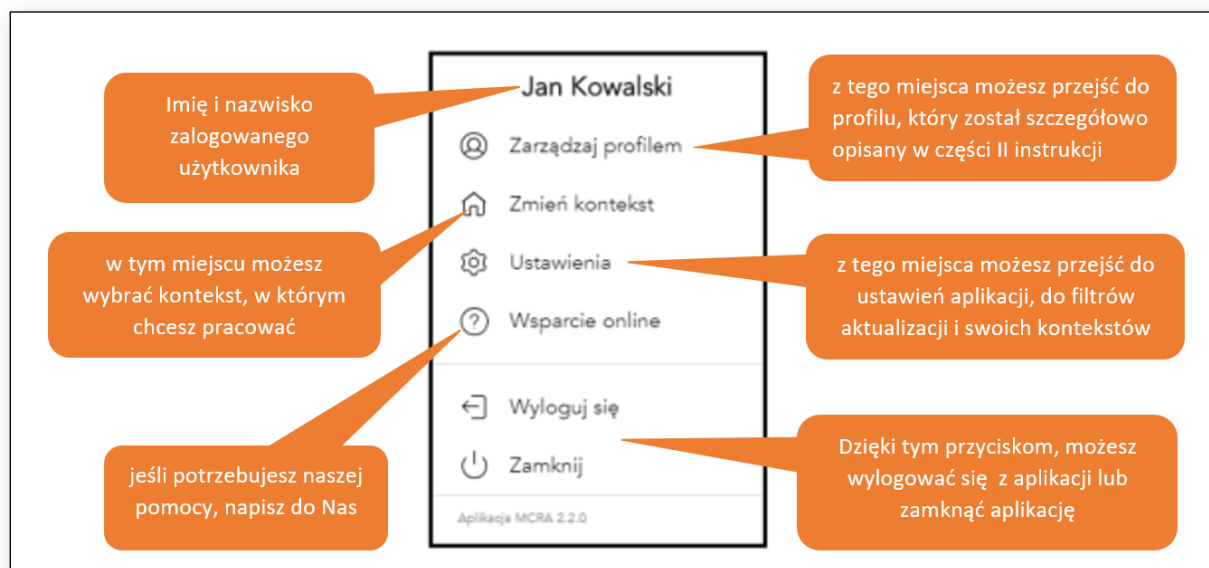 Jan Kowalski
Zarządzaj profilem
Zmień kontekst
Ustawienia
Wsparcie online
Wyloguj się
Zamknij
Aplikacja MCRA 2.2.0
Imię i nazwisko
zalogowanego
użytkownika
w tym miejscu możesz
wybrać kontekst, w którym
chcesz pracować
jeśli potrzebujesz naszej
pomocy, napisz do Nas
z tego miejsca możesz przejść do
profilu, który został szczegółowo
opisany w części II instrukcji
z tego miejsca możesz przejść do
ustawień aplikacji, do filtrów
aktualizacji i swoich kontekstów
Dzięki tym przyciskom, możesz
wylogować się z aplikacji lub
zamknąć aplikację